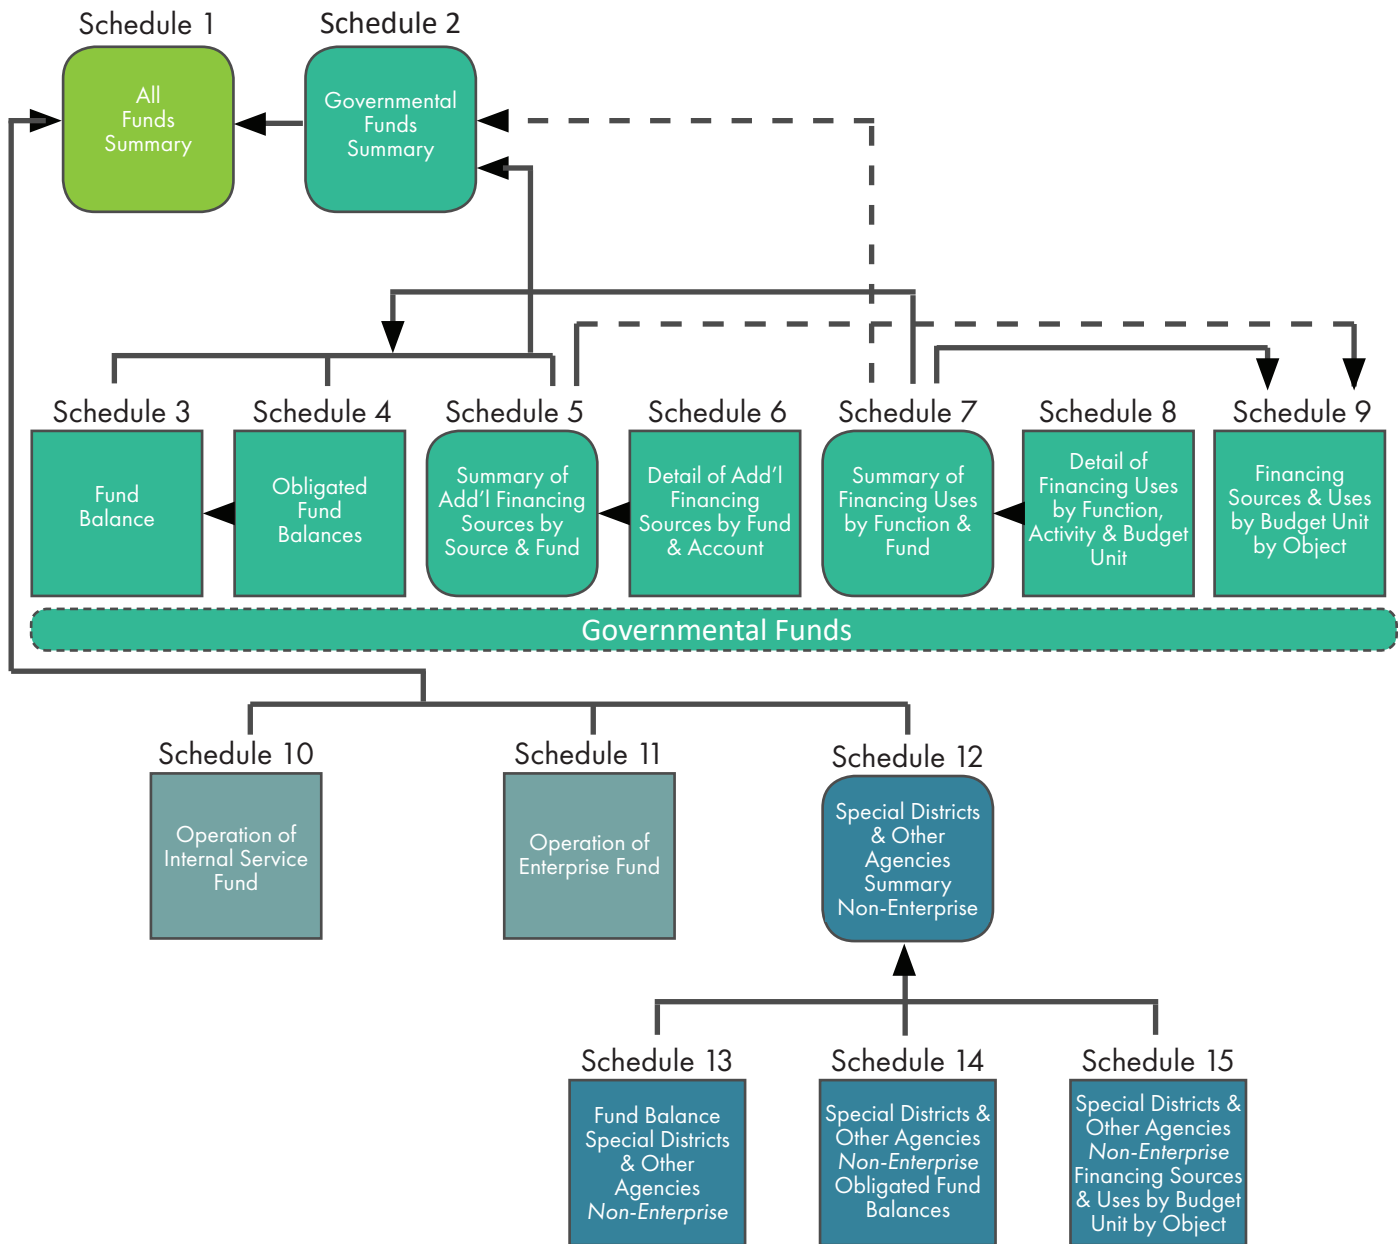 Schedule 1
All
Funds
Summary
Schedule 2
Governmental
Funds
Summary
Schedule 3
Fund
Balance
Schedule 4
Obligated
Fund
Balances
Schedule 5
Summary of
Add'l Financing
Sources by
Source & Fund
Schedule 6
Detail of Add'l
Financing
Sources by Fund
& Account
Schedule 7
Summary of
Financing Uses
by Function &
Fund
Schedule 8
Detail of
Financing Uses
by Function,
Activity & Budget
Unit
Schedule 9
Financing
Sources & Uses
by Budget Unit
by Object
Governmental Funds
Schedule 10
Operation of
Internal Service
Fund
Schedule 11
Operation of
Enterprise Fund
Schedule 12
Special Districts
& Other
Agencies
Summary
Non-Enterprise
Schedule 13
Fund Balance
Special Districts
& Other
Agencies
Non-Enterprise
Schedule 14
Special Districts &
Other Agencies
Non-Enterprise
Obligated Fund
Balances
Schedule 15
Special Districts &
Other Agencies
Non-Enterprise
Financing Sources
& Uses by Budget
Unit by Object